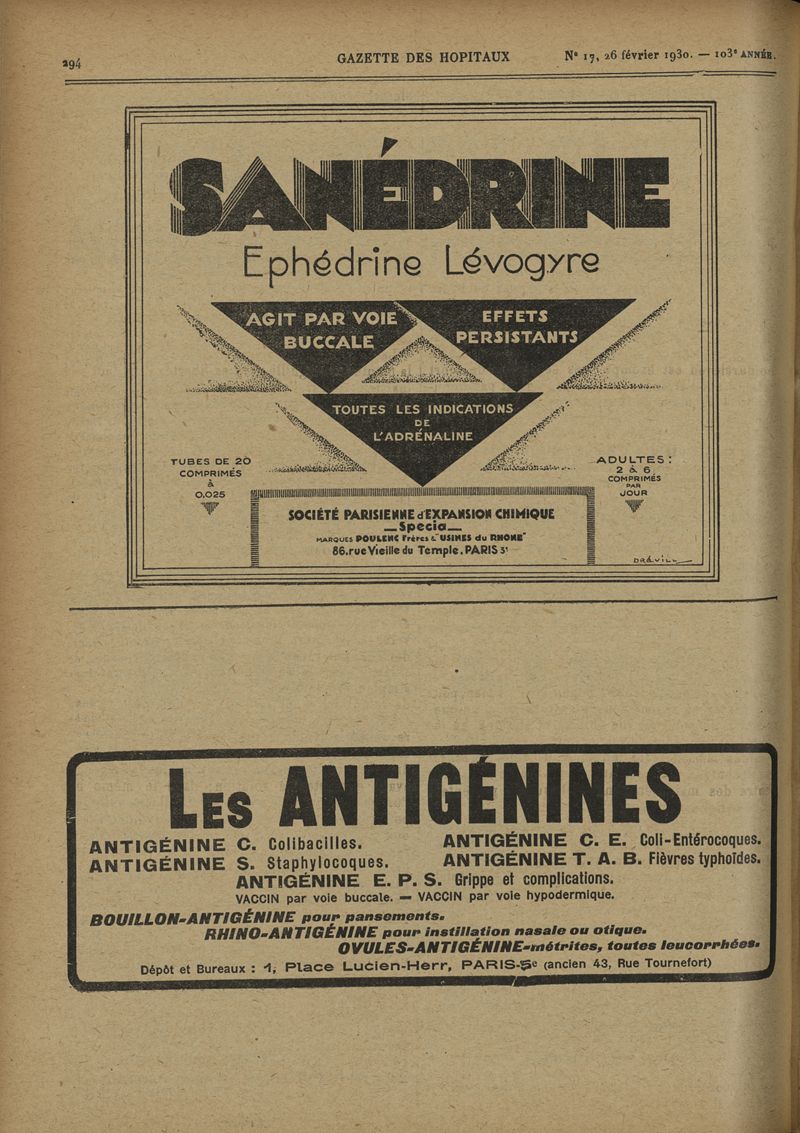 294
GAZETTE DES HOPITAUX
Nº 17, 26 février 1930. — 103e ANNÉE.
SANÉDRINE
Ephédrine Lévogyre
AGIT PAR VOIE
BUCCALE
EFFETS
PERSISTANTS
TOUTES LES INDICATIONS
DE
L'ADRÉNALINE
TUBES DE 20
COMPRIMÉS
à
0,025
ADULTES :
2 à 6
COMPRIMÉS
PAR
JOUR
SOCIÉTÉ PARISIENNE d'EXPANSION CHIMIQUE
_Specia_
MARQUES POULENC Frères & "USINES du RHONE"
86, rue Vieille du Temple. PARIS 3e
LES ANTIGÉNINES
ANTIGÉNINE C. Colibacilles.
ANTIGÉNINE C. E. Coli-Entérocoques.
ANTIGÉNINE S. Staphylocoques.
ANTIGÉNINE T. A. B. Fièvres typhoïdes.
ANTIGÉNINE E. P. S. Grippe et complications.
VACCIN par voie buccale. — VACCIN par voie hypodermique.
BOUILLON-ANTIGÉNINE pour pansements.
RHINO-ANTIGÉNINE pour instillation nasale ou otique.
OVULES-ANTIGÉNINE-métrites, toutes leucorrhées.
Dépôt et Bureaux : 1, Place Lucien-Herr, PARIS-5e (ancien 43, Rue Tournefort)